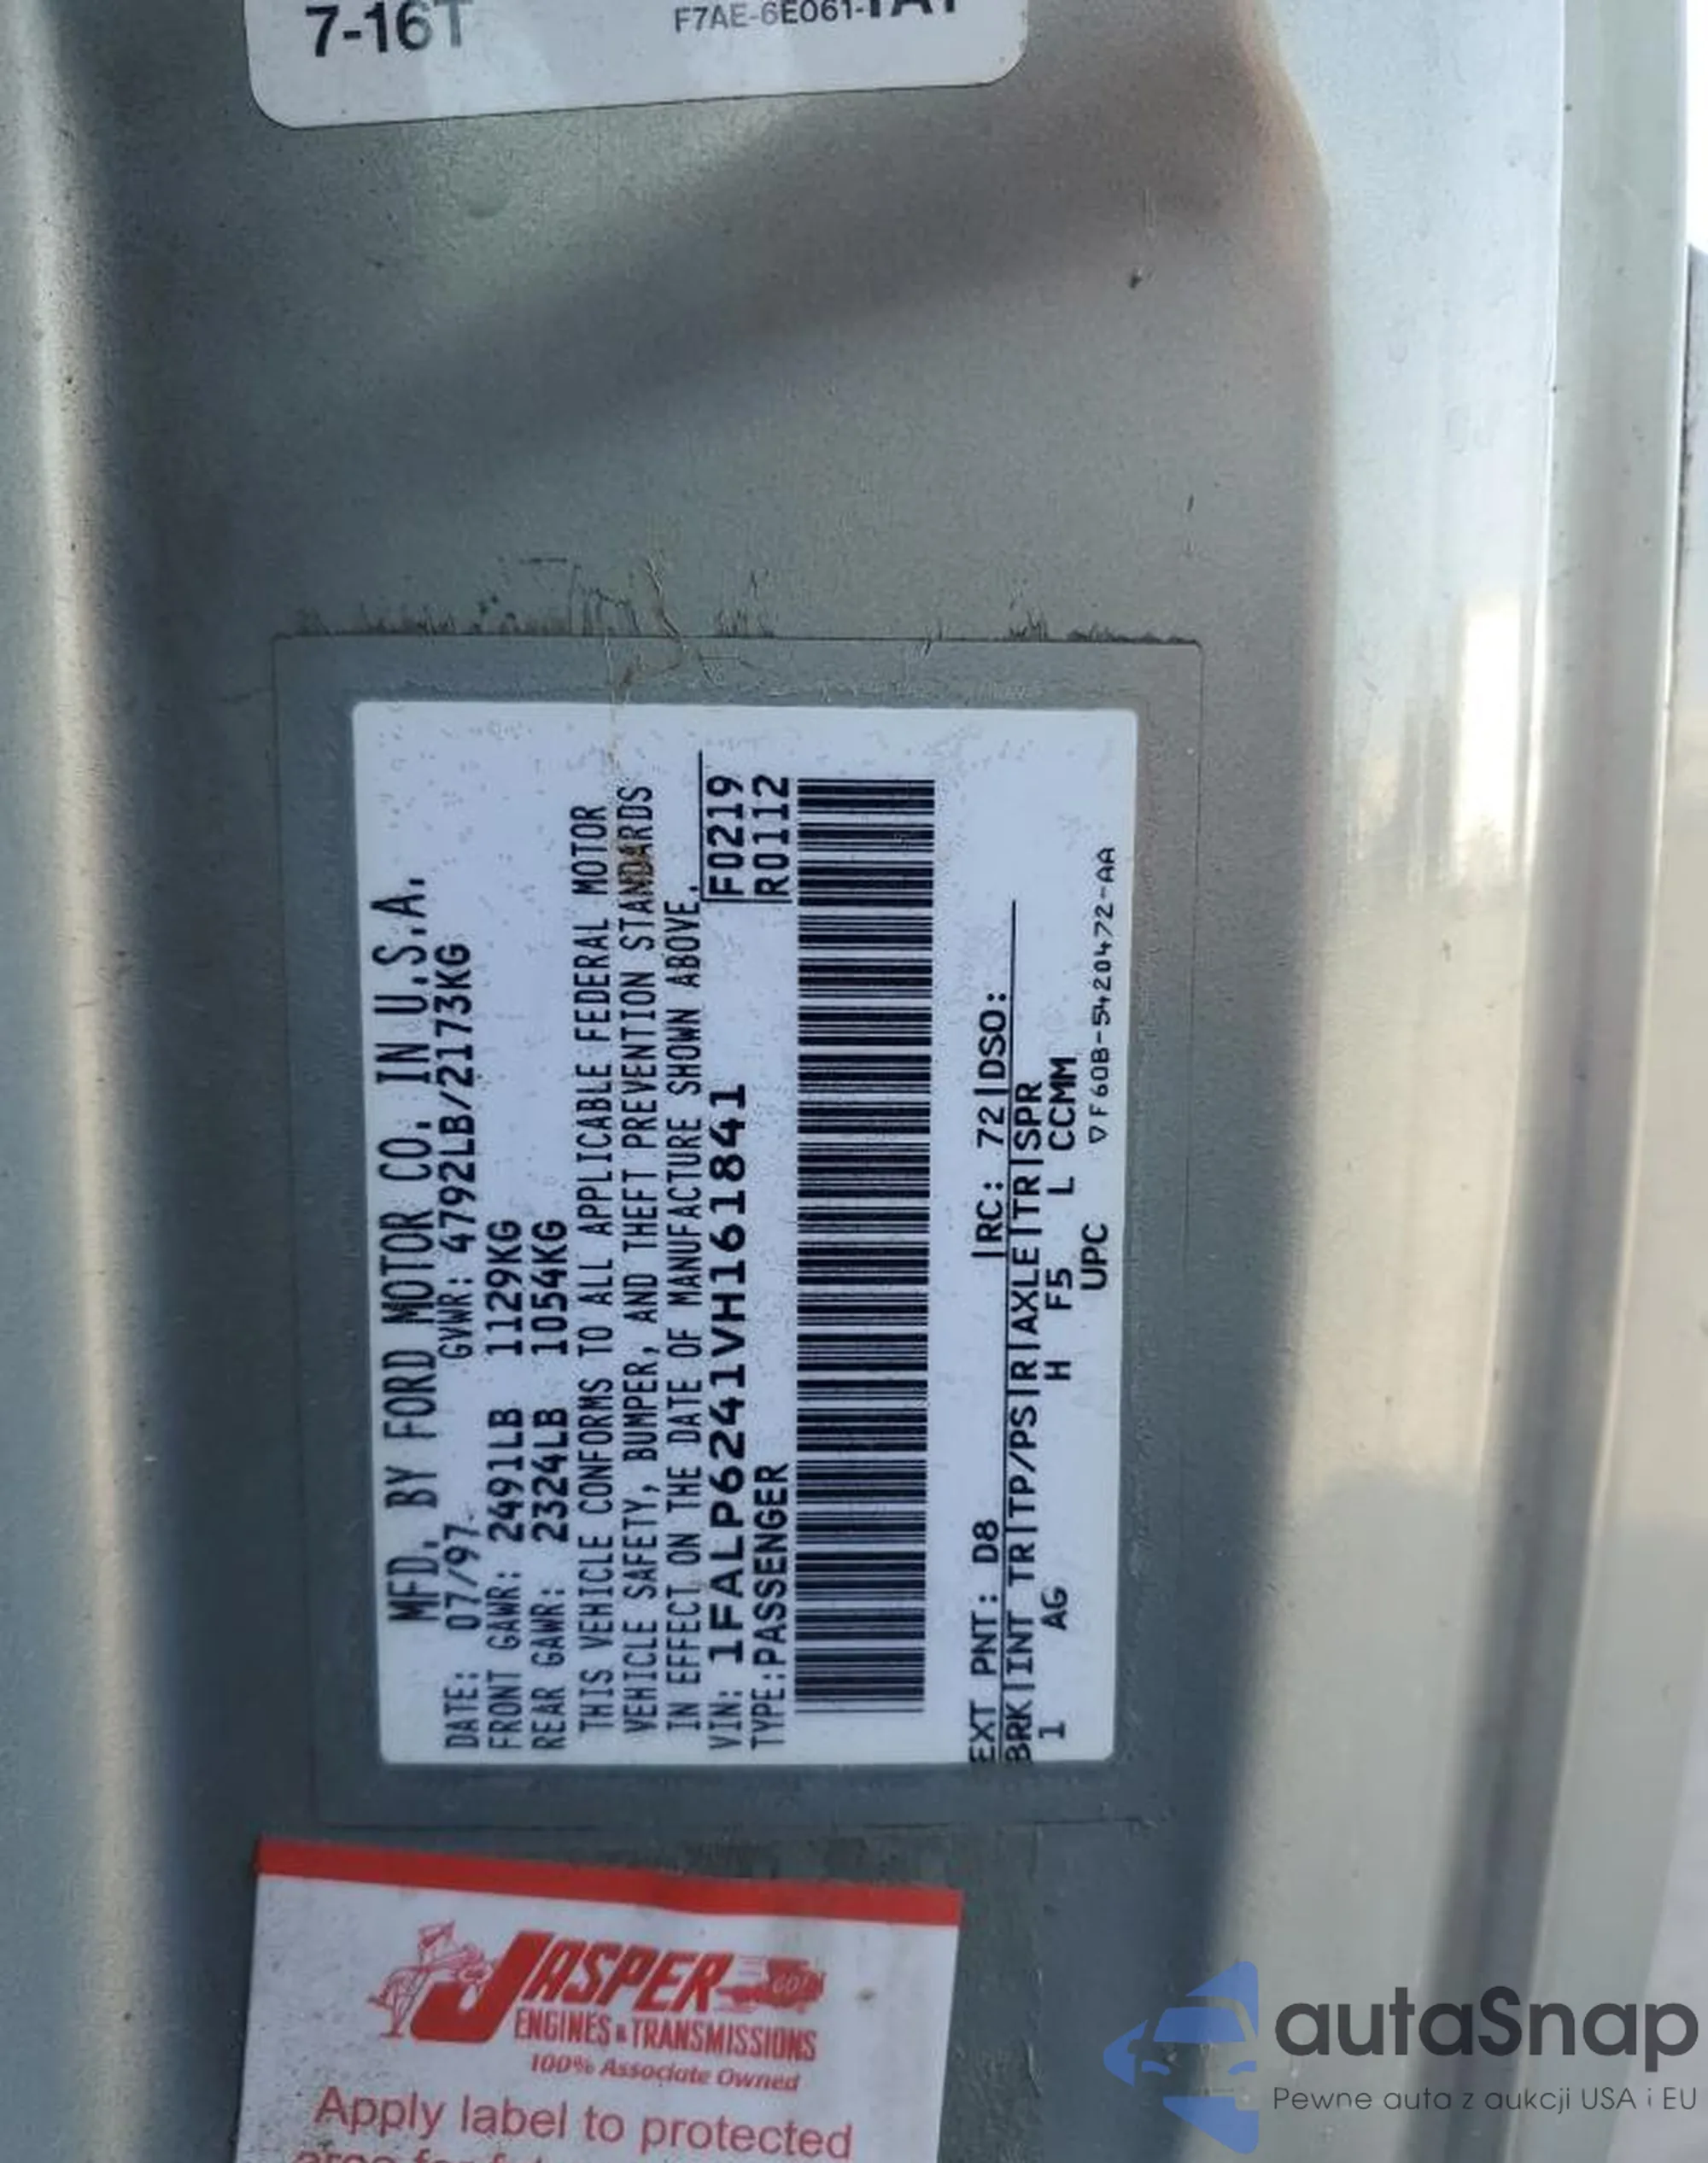 7-16T
F7AE-6E061-
MFD. BY FORD MOTOR CO. IN U.S.A.
DATE: 07/97 GVWR: 4792LB/2173KG
FRONT GAWR: 2491LB 1129KG
REAR GAWR: 2324LB 1054KG
THIS VEHICLE CONFORMS TO ALL APPLICABLE FEDERAL MOTOR
VEHICLE SAFETY, BUMPER, AND THEFT PREVENTION STANDARDS
IN EFFECT ON THE DATE OF MANUFACTURE SHOWN ABOVE.
VIN: 1FALP6241VH161841 F0219
TYPE:PASSENGER R0112
EXT PNT: D8 |RC: 72|DSO:
BRK|INT TR|TP/PS|R|AXLE|TR|SPR
1 AG H F5 L CCMM
UPC ▽F60B-5420472-AA
JASPER
ENGINES & TRANSMISSIONS
100% Associate Owned
Apply label to protected
autaSnap
Pewne auta z aukcji USA i EU